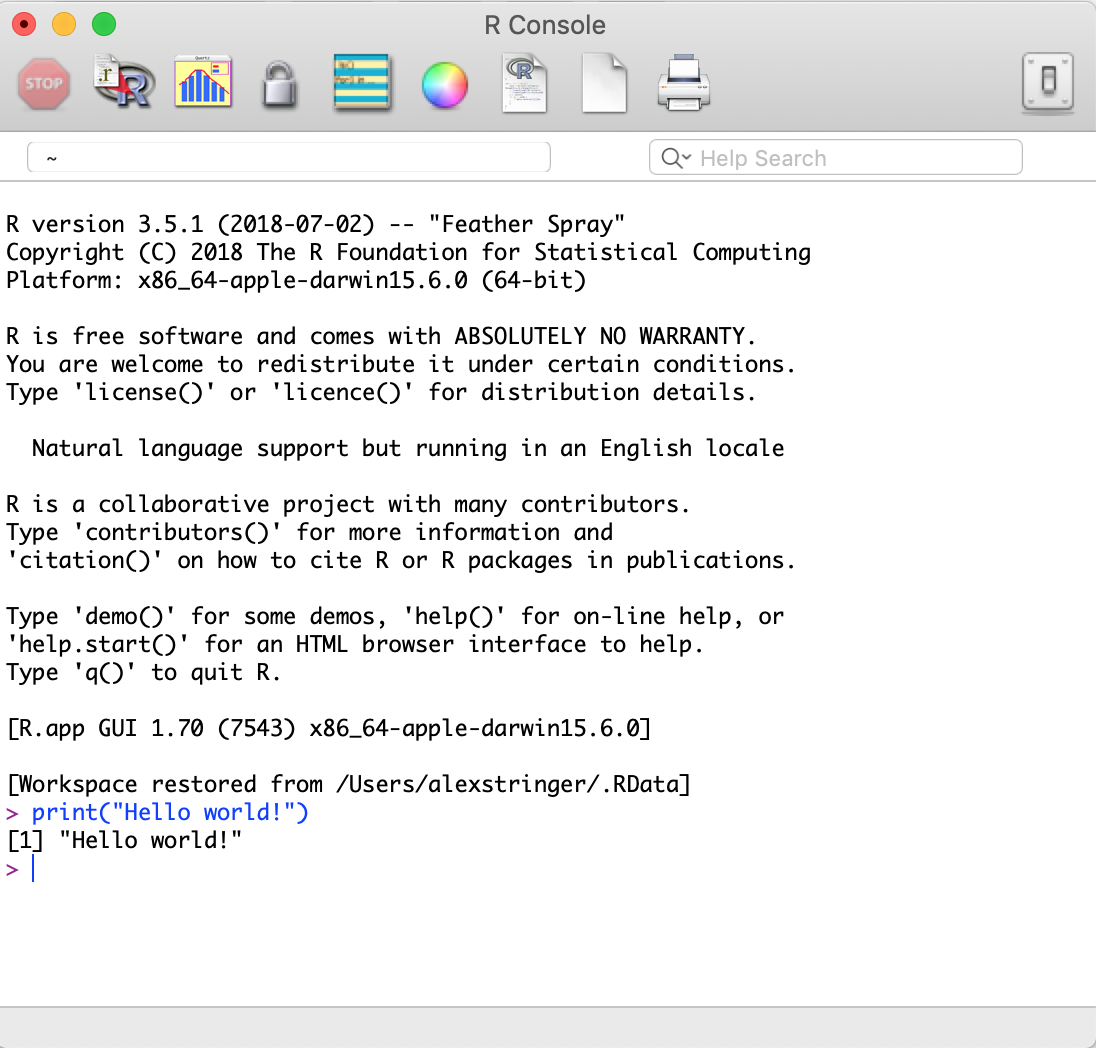 R Console
STOP
Quartz
~
Help Search
R version 3.5.1 (2018-07-02) -- "Feather Spray"
Copyright (C) 2018 The R Foundation for Statistical Computing
Platform: x86_64-apple-darwin15.6.0 (64-bit)
R is free software and comes with ABSOLUTELY NO WARRANTY.
You are welcome to redistribute it under certain conditions.
Type 'license()' or 'licence()' for distribution details.
Natural language support but running in an English locale
R is a collaborative project with many contributors.
Type 'contributors()' for more information and
'citation()' on how to cite R or R packages in publications.
Type 'demo()' for some demos, 'help()' for on-line help, or
'help.start()' for an HTML browser interface to help.
Type 'q()' to quit R.
[R.app GUI 1.70 (7543) x86_64-apple-darwin15.6.0]
[Workspace restored from /Users/alexstringer/.RData]
> print("Hello world!")
[1] "Hello world!"
>